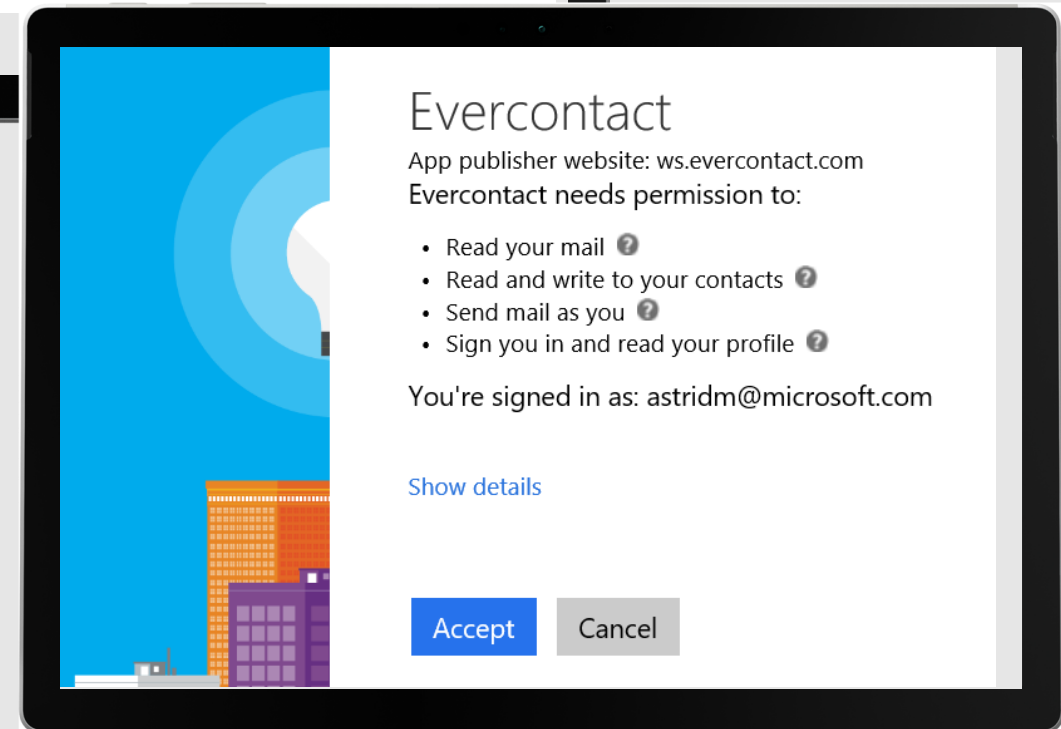 Evercontact
App publisher website: ws.evercontact.com
Evercontact needs permission to:
• Read your mail ?
• Read and write to your contacts ?
• Send mail as you ?
• Sign you in and read your profile ?
You're signed in as: astridm@microsoft.com
Show details
Accept Cancel